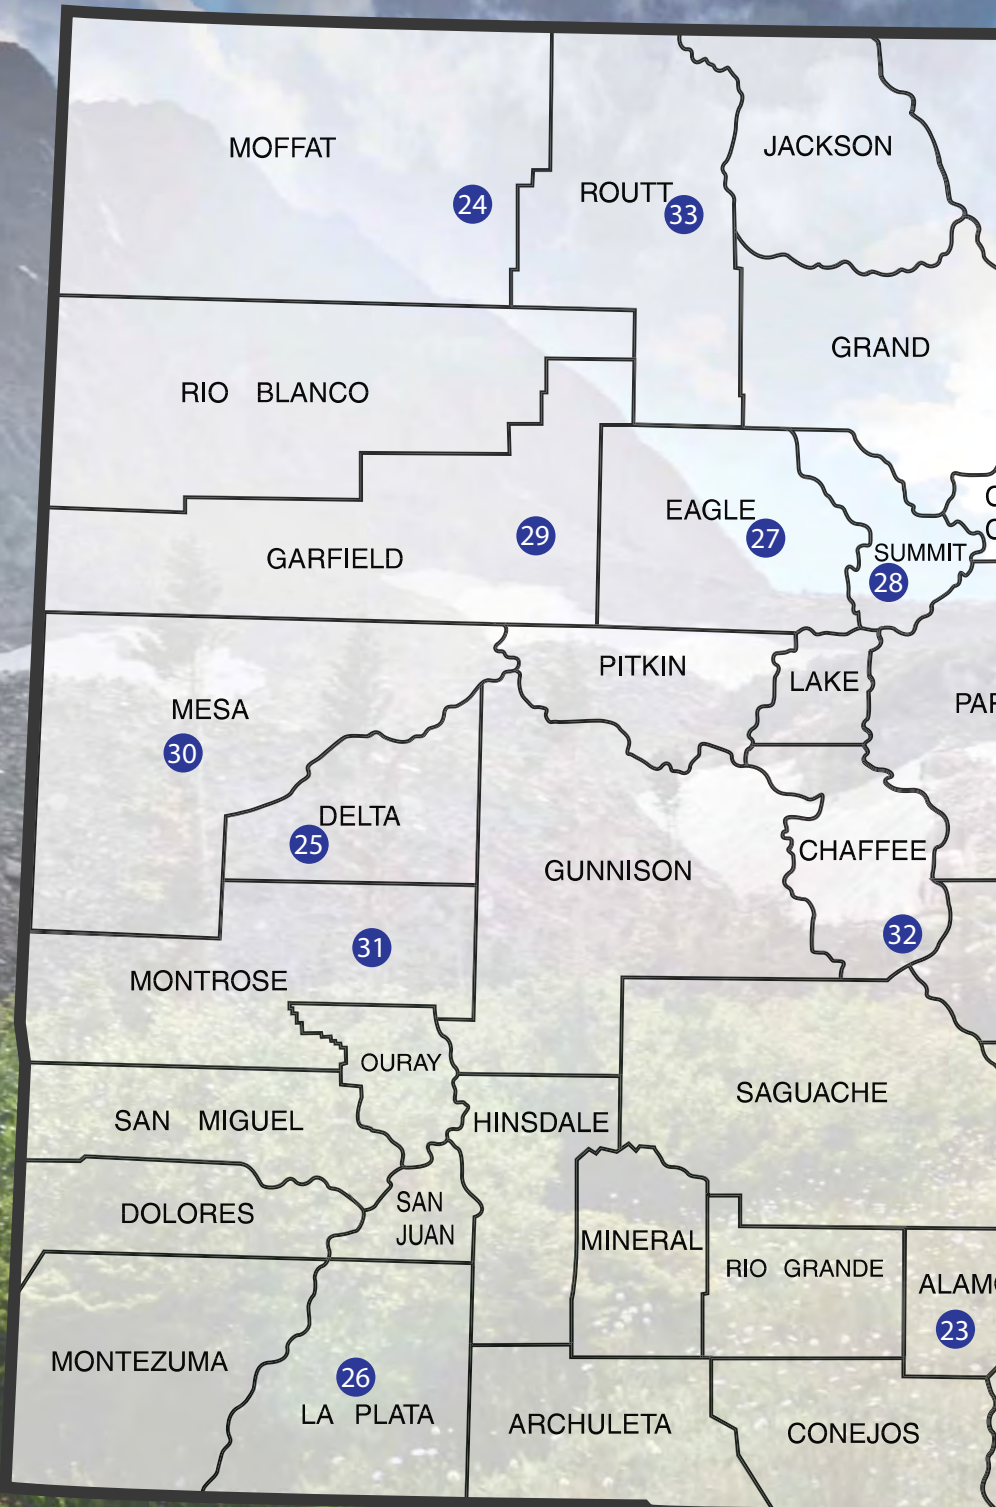 MOFFAT
JACKSON
ROUTT
24
33
GRAND
RIO BLANCO
C
EAGLE
C
27
29
GARFIELD
SUMMIT
28
PITKIN
LAKE
PAR
MESA
30
DELTA
25
CHAFFEE
GUNNISON
32
31
MONTROSE
OURAY
SAGUACHE
SAN MIGUEL
HINSDALE
SAN
JUAN
DOLORES
MINERAL
RIO GRANDE
ALAMO
23
MONTEZUMA
26
LA PLATA
ARCHULETA
CONEJOS